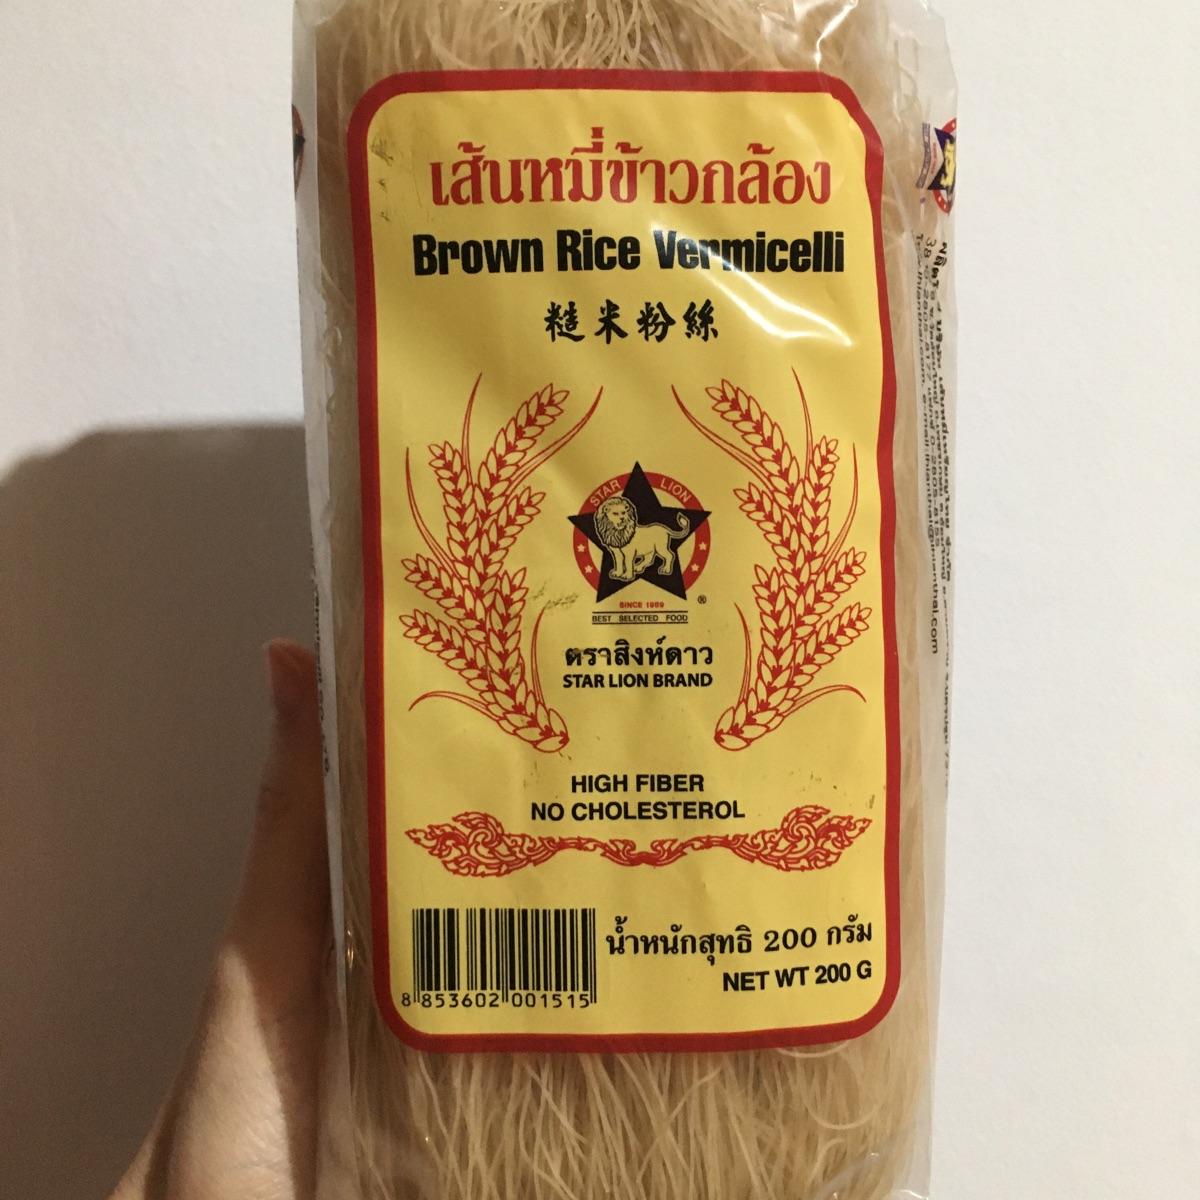 เส้นหมี่ข้าวกล้อง
Brown Rice Vermicelli
糙米粉絲
STAR LION
SINCE 1989
BEST SELECTED FOOD
®
ตราสิงห์ดาว
STAR LION BRAND
HIGH FIBER
NO CHOLESTEROL
น้ำหนักสุทธิ 200 กรัม
NET WT 200 G
8 853602 001515